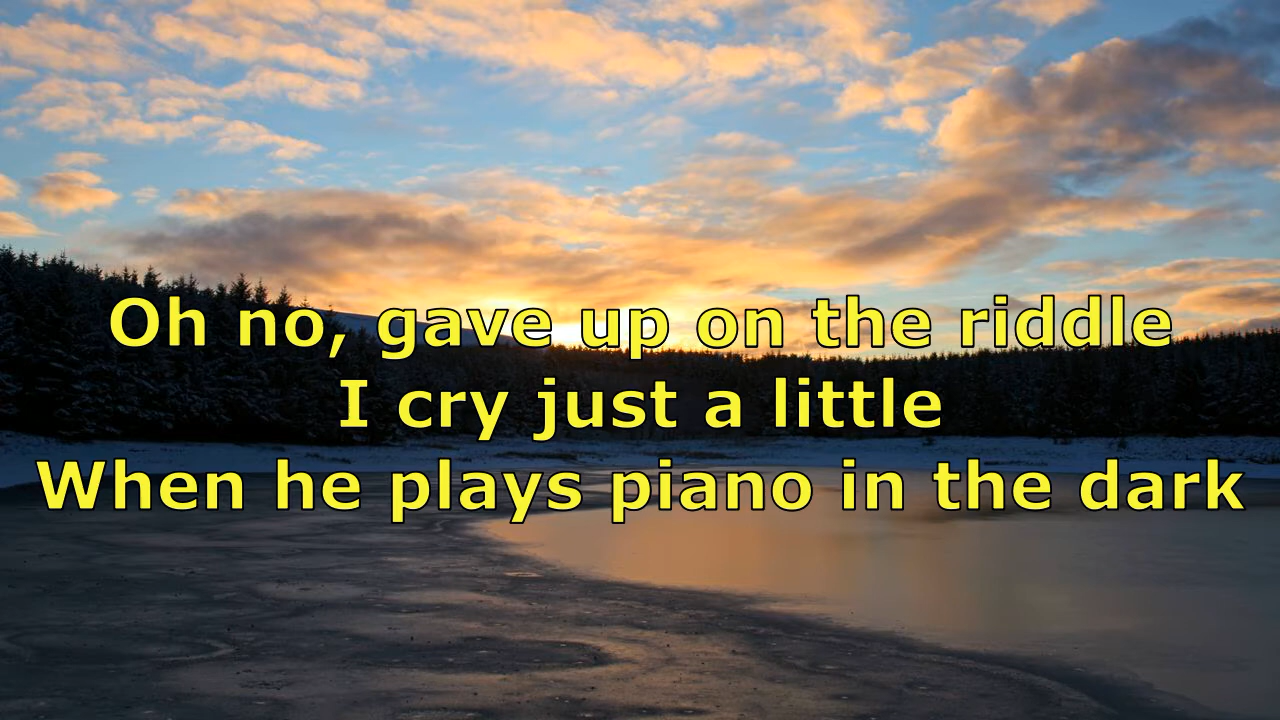 Oh no, gave up on the riddle
I cry just a little
When he plays piano in the dark